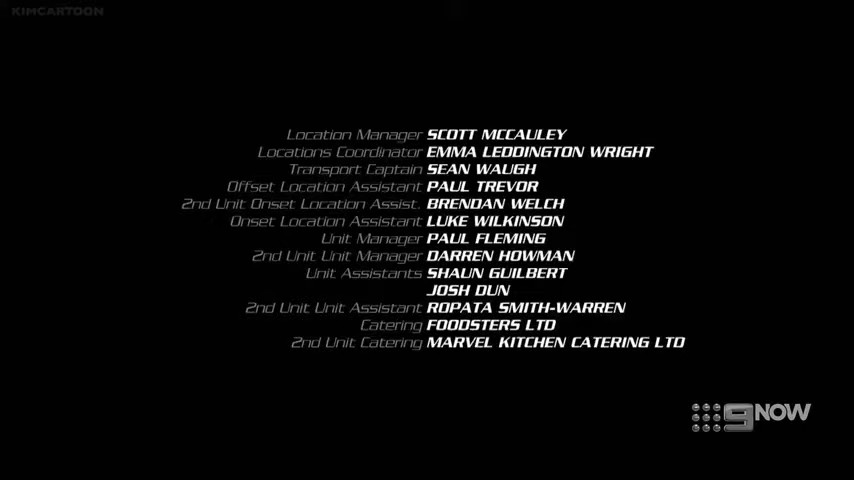 KIMCARTOON
Location Manager SCOTT MCCAULEY
Locations Coordinator EMMA LEDDINGTON WRIGHT
Transport Captain SEAN WAUGH
Offset Location Assistant PAUL TREVOR
2nd Unit Onset Location Assist. BRENDAN WELCH
Onset Location Assistant LUKE WILKINSON
Unit Manager PAUL FLEMING
2nd Unit Unit Manager DARREN HOWMAN
Unit Assistants SHAUN GUILBERT
JOSH DUN
2nd Unit Unit Assistant ROPATA SMITH-WARREN
Catering FOODSTERS LTD
2nd Unit Catering MARVEL KITCHEN CATERING LTD
9NOW